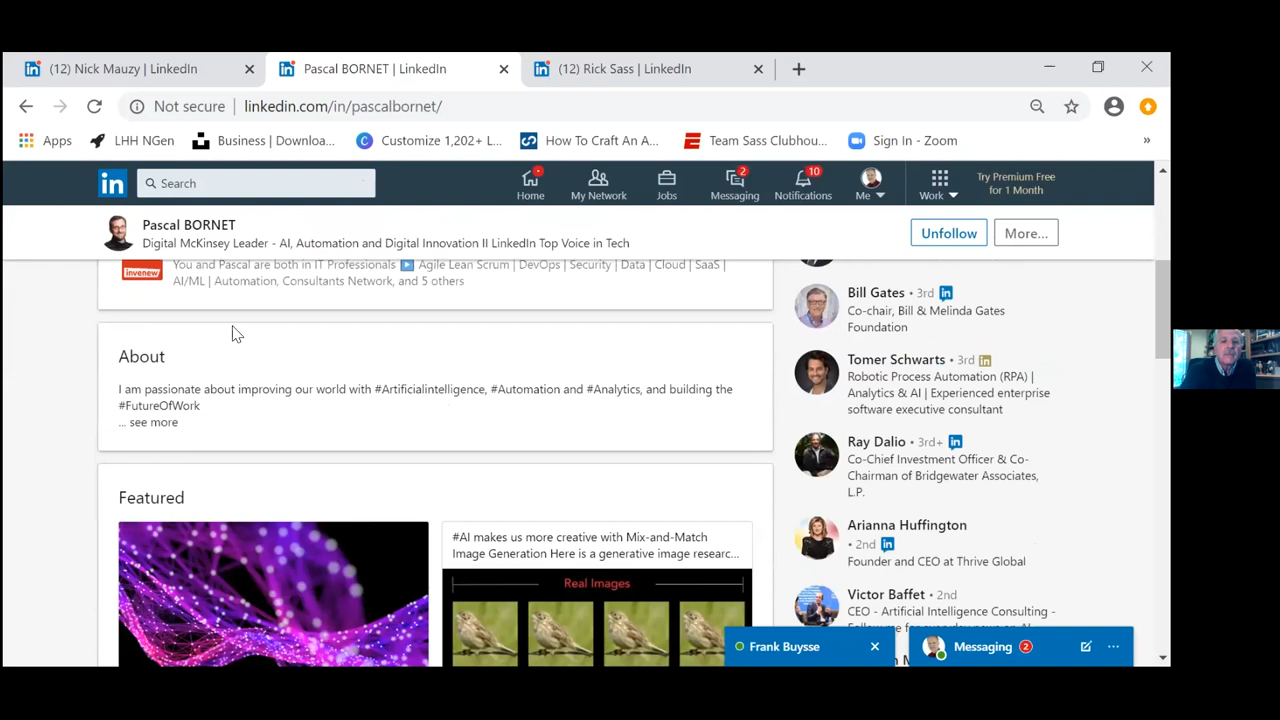 (12) Nick Mauzy | LinkedIn
Pascal BORNET | LinkedIn
(12) Rick Sass | LinkedIn
Not secure
linkedin.com/in/pascalbornet/
Apps
LHH NGen
Business | Downloa...
Customize 1,202+ L...
How To Craft An A...
Team Sass Clubhou...
Sign In - Zoom
»
in
Search
Home
My Network
Jobs
2
Messaging
10
Notifications
Me
Work
Try Premium Free
for 1 Month
Pascal BORNET
Digital McKinsey Leader - AI, Automation and Digital Innovation II LinkedIn Top Voice in Tech
Unfollow
More...
invenew
You and Pascal are both in IT Professionals ▶ Agile Lean Scrum | DevOps | Security | Data | Cloud | SaaS |
AI/ML | Automation, Consultants Network, and 5 others
About
I am passionate about improving our world with #Artificialintelligence, #Automation and #Analytics, and building the
#FutureOfWork
... see more
Featured
#AI makes us more creative with Mix-and-Match
Image Generation Here is a generative image researc...
Real Images
Bill Gates • 3rd
Co-chair, Bill & Melinda Gates
Foundation
Tomer Schwarts • 3rd
Robotic Process Automation (RPA) |
Analytics & AI | Experienced enterprise
software executive consultant
Ray Dalio • 3rd+
Co-Chief Investment Officer & Co-
Chairman of Bridgewater Associates,
L.P.
Arianna Huffington
• 2nd
Founder and CEO at Thrive Global
Victor Baffet • 2nd
CEO - Artificial Intelligence Consulting -
Frank Buysse
Messaging 2